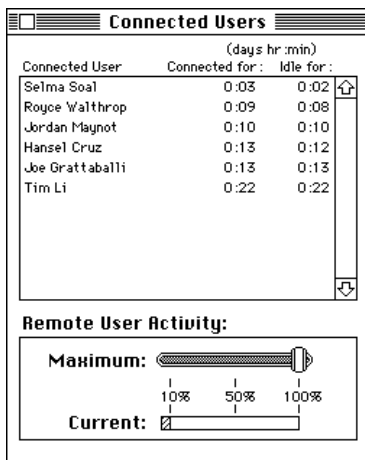 Connected Users
(days hr:min)
Connected User Connected for: Idle for:
Selma Soal 0:03 0:02
Royce Walthrop 0:09 0:08
Jordan Maynot 0:10 0:10
Hansel Cruz 0:13 0:12
Joe Grattaballi 0:13 0:13
Tim Li 0:22 0:22
Remote User Activity:
Maximum:
10% 50% 100%
Current: